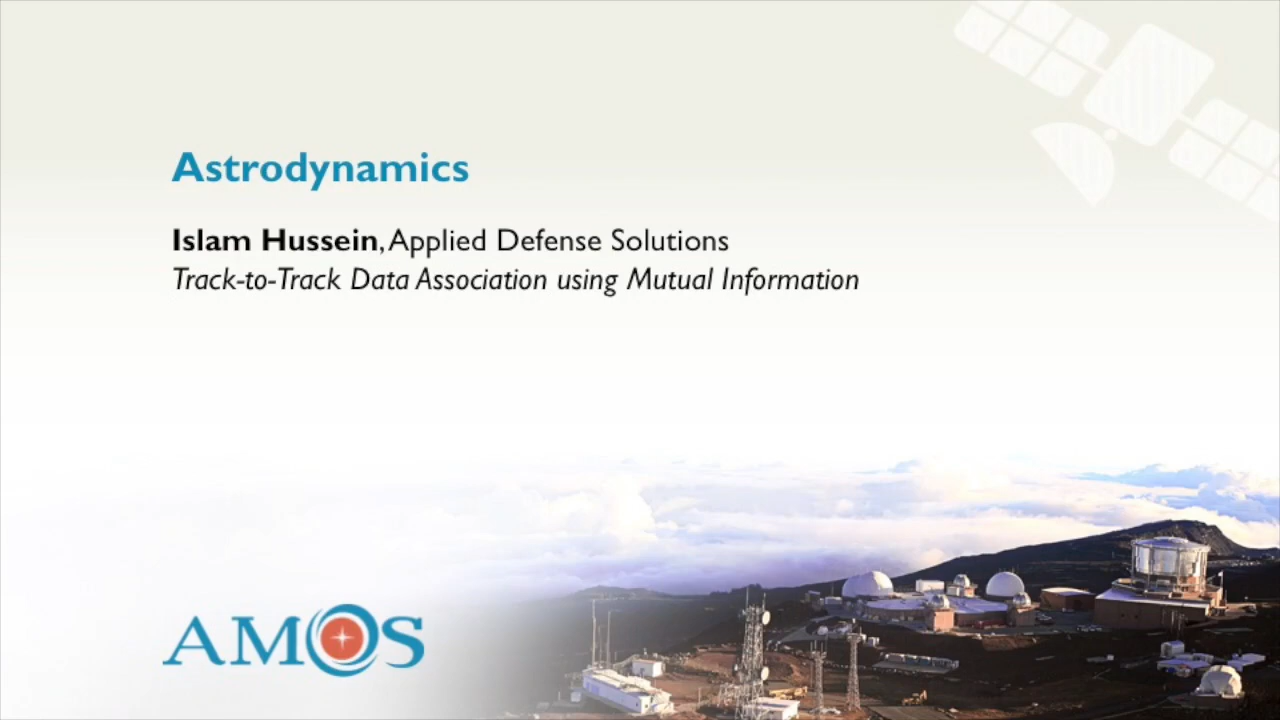 Astrodynamics
Islam Hussein, Applied Defense Solutions
Track-to-Track Data Association using Mutual Information
AMOS